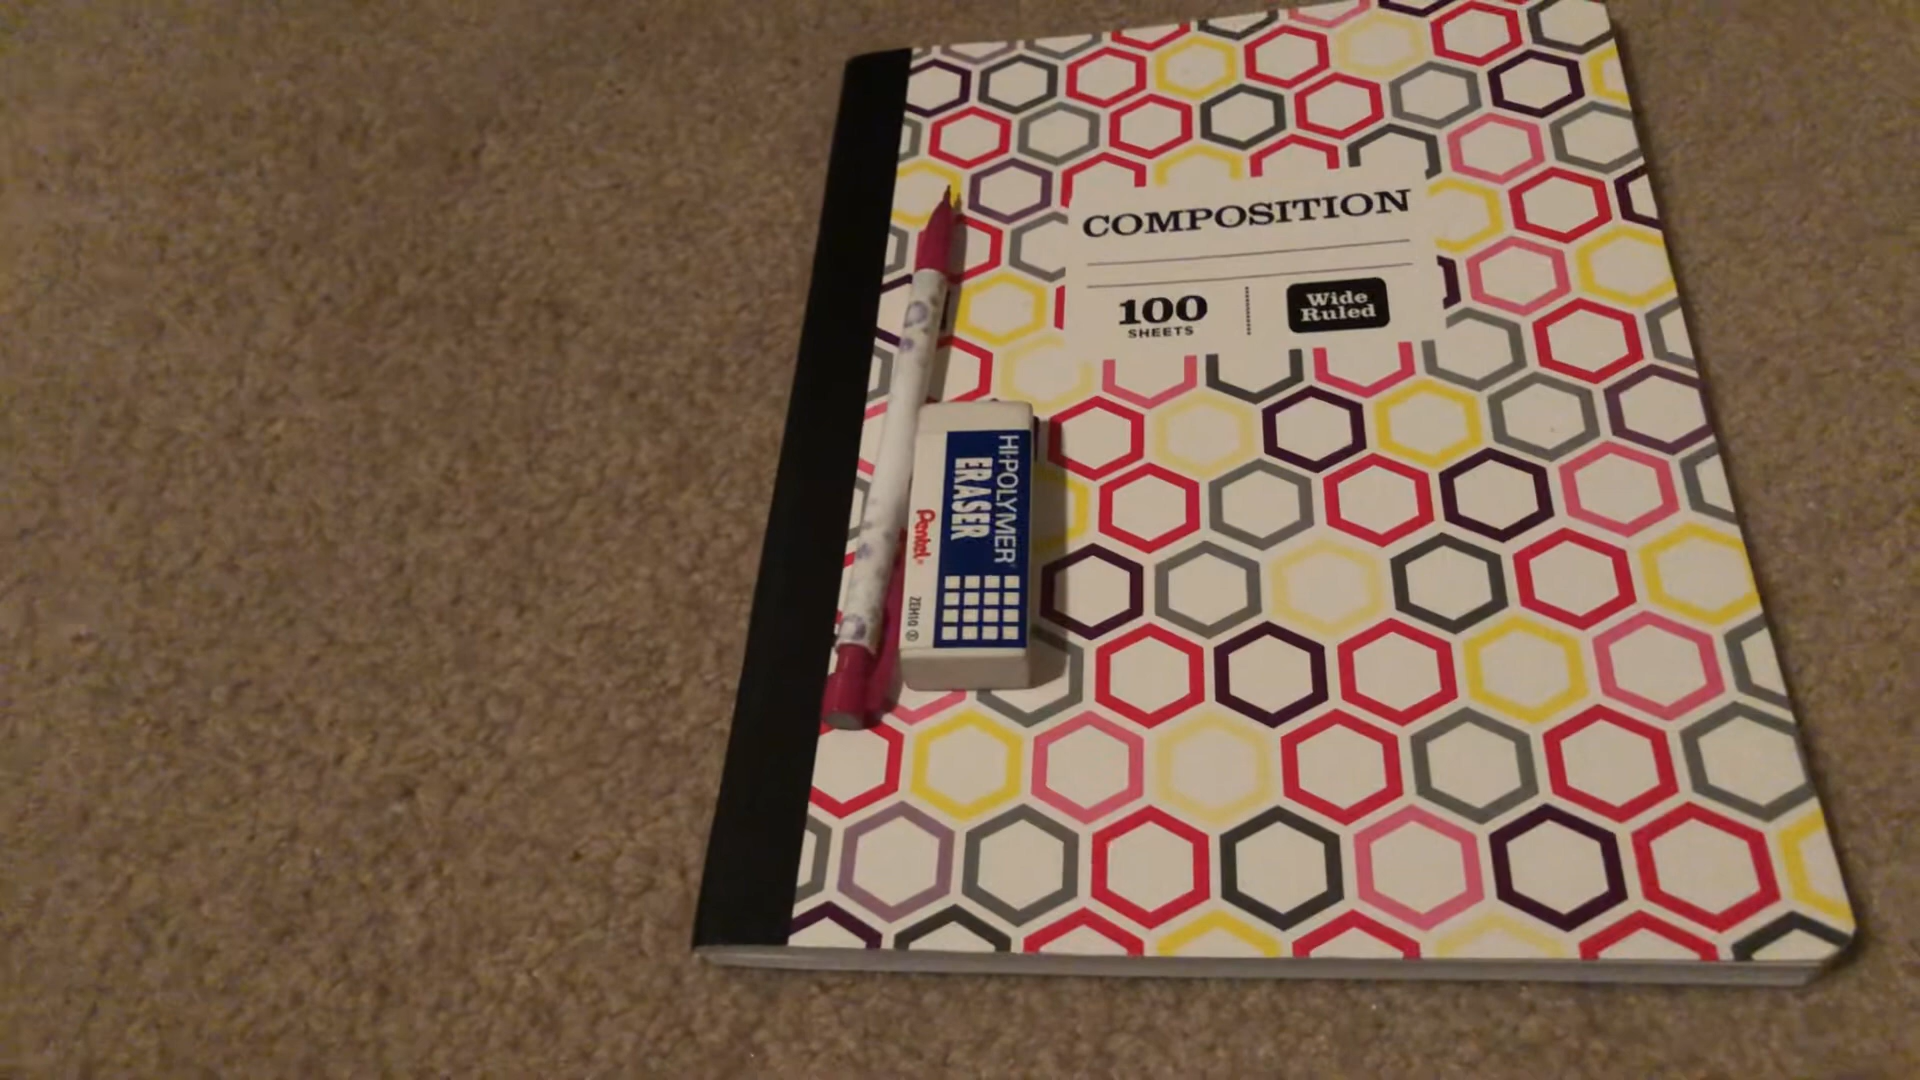 COMPOSITION
100
SHEETS
Wide
Ruled
HI-POLYMER
ERASER
Pentel
ZEH10